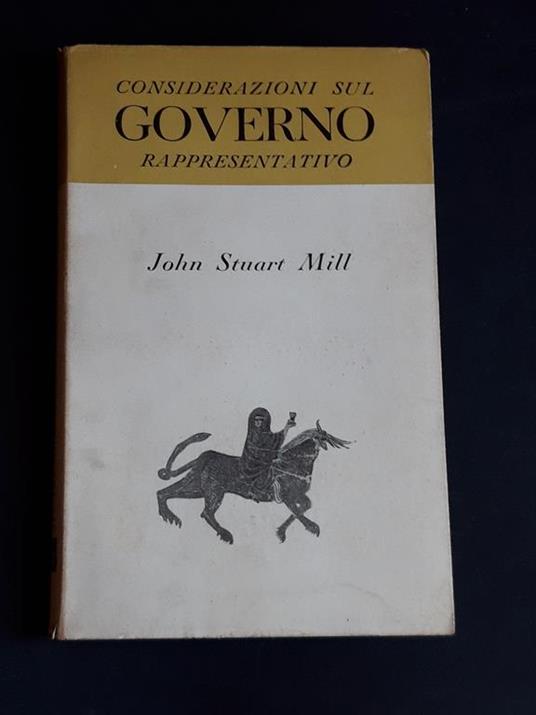 CONSIDERAZIONI SUL
GOVERNO
RAPPRESENTATIVO
John Stuart Mill